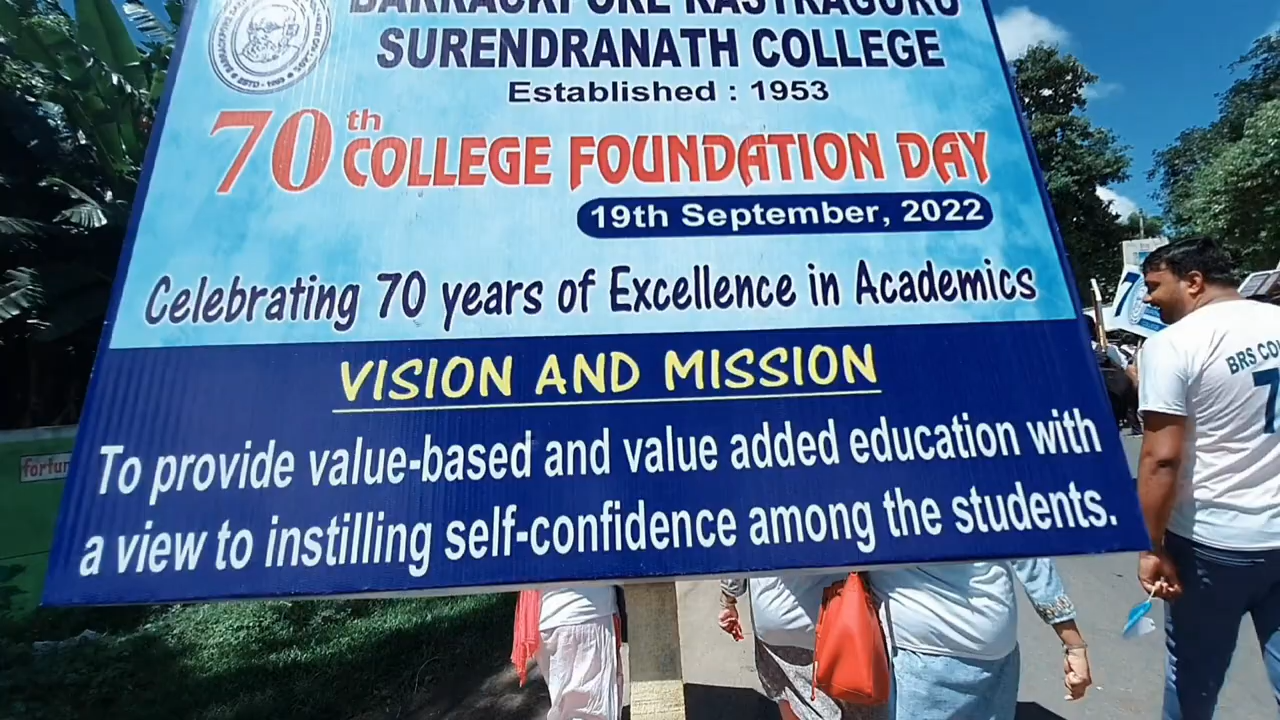 BARRACKPORE RASTRAGURU
SURENDRANATH COLLEGE
Established : 1953
70th COLLEGE FOUNDATION DAY
19th September, 2022
Celebrating 70 years of Excellence in Academics
VISION AND MISSION
To provide value-based and value added education with
a view to instilling self-confidence among the students.
BRS
7